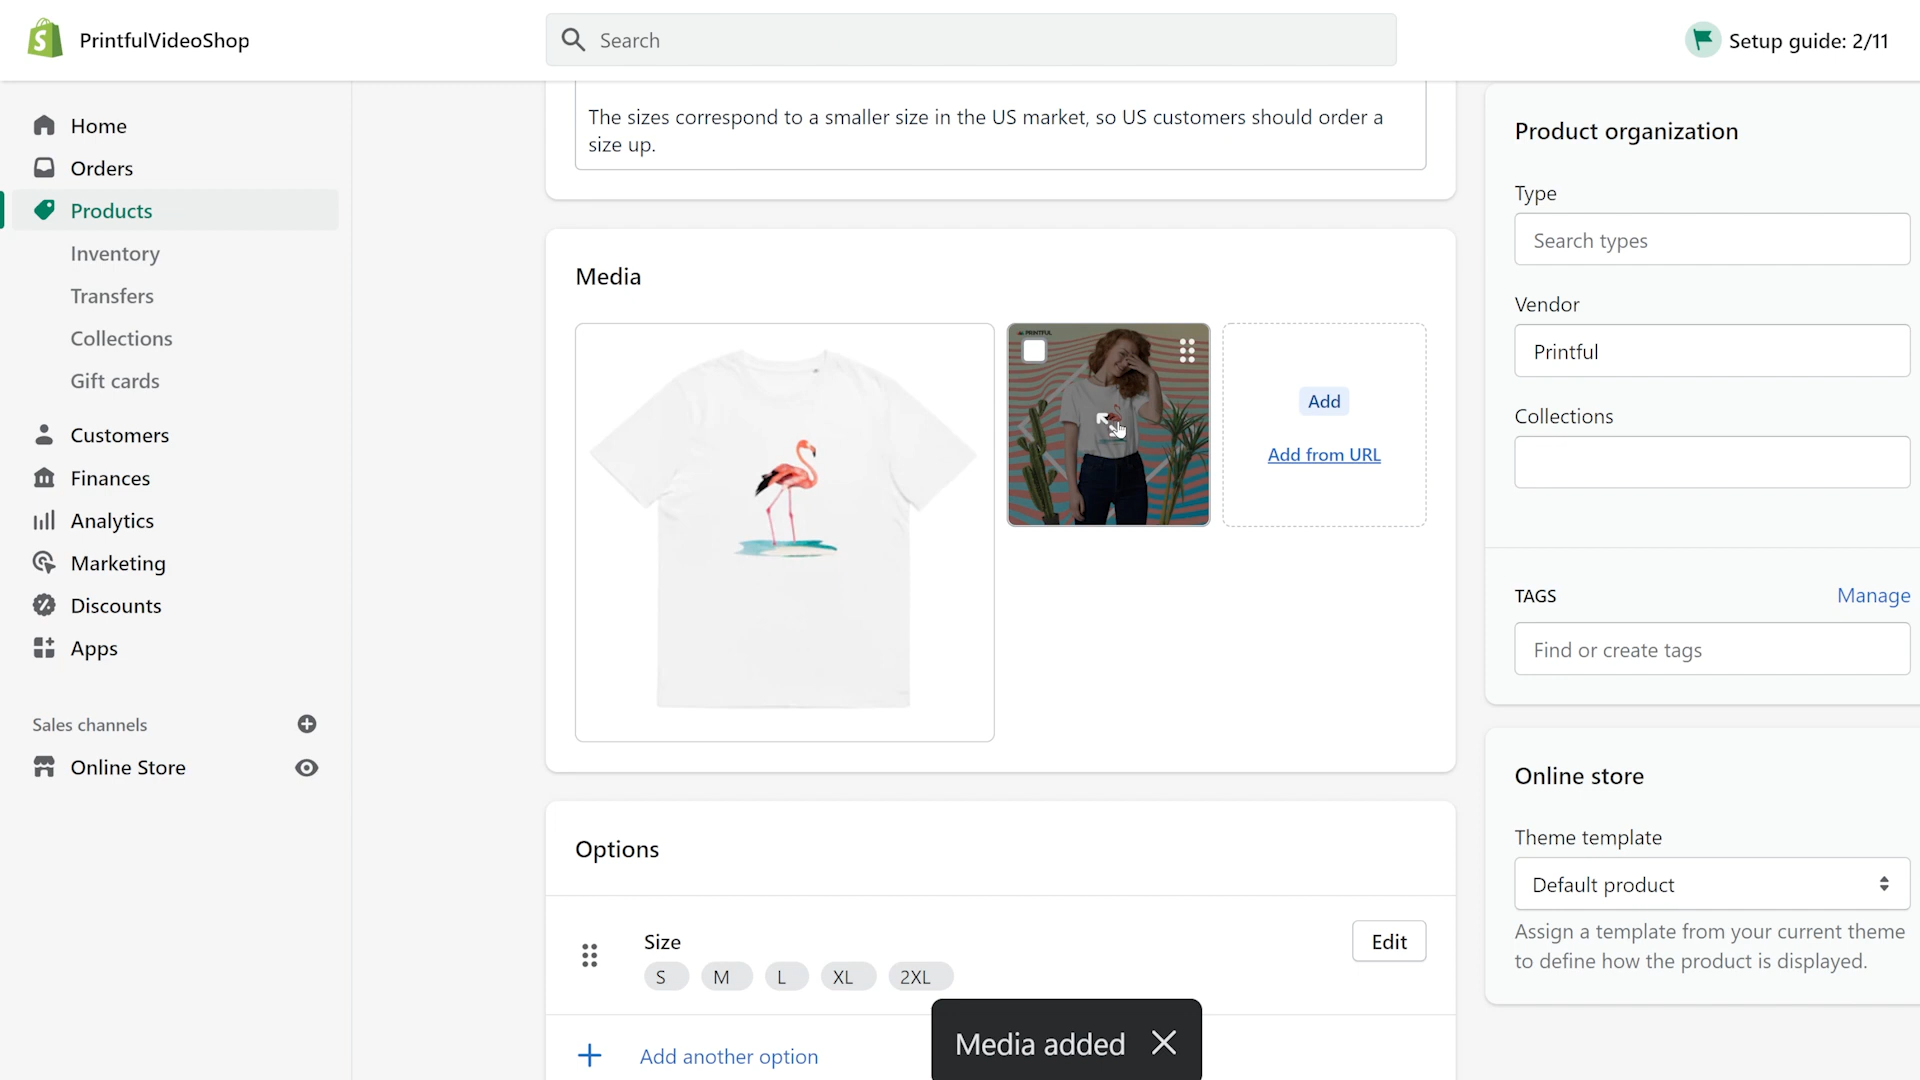 PrintfulVideoShop
Search
Setup guide: 2/11
Home
Orders
Products
Inventory
Transfers
Collections
Gift cards
Customers
Finances
Analytics
Marketing
Discounts
Apps
Sales channels
Online Store
The sizes correspond to a smaller size in the US market, so US customers should order a
size up.
Media
PRINTFUL
Add
Add from URL
Options
Size
Edit
S M L XL 2XL
Add another option
Media added
Product organization
Type
Search types
Vendor
Printful
Collections
TAGS
Manage
Find or create tags
Online store
Theme template
Default product
Assign a template from your current theme
to define how the product is displayed.